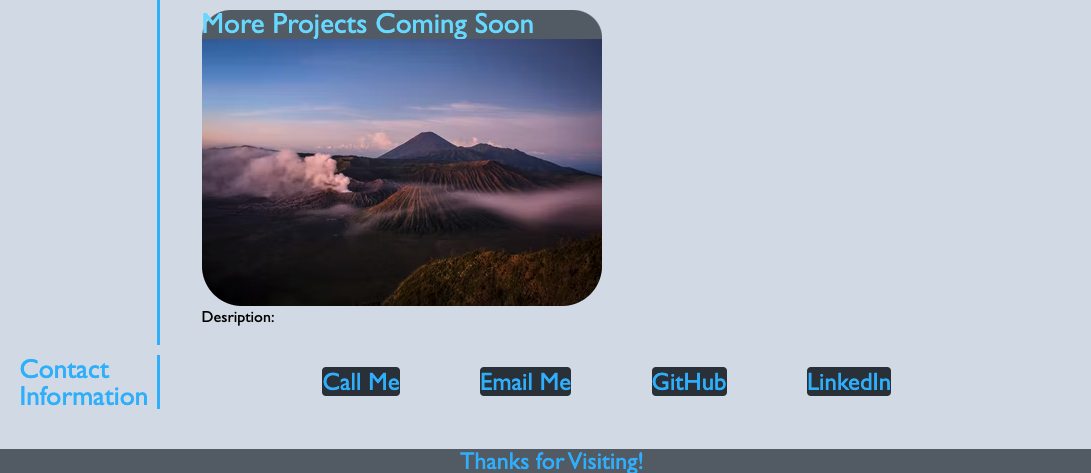 More Projects Coming Soon
Desription:
Contact
Information
Call Me
Email Me
GitHub
LinkedIn
Thanks for Visiting!